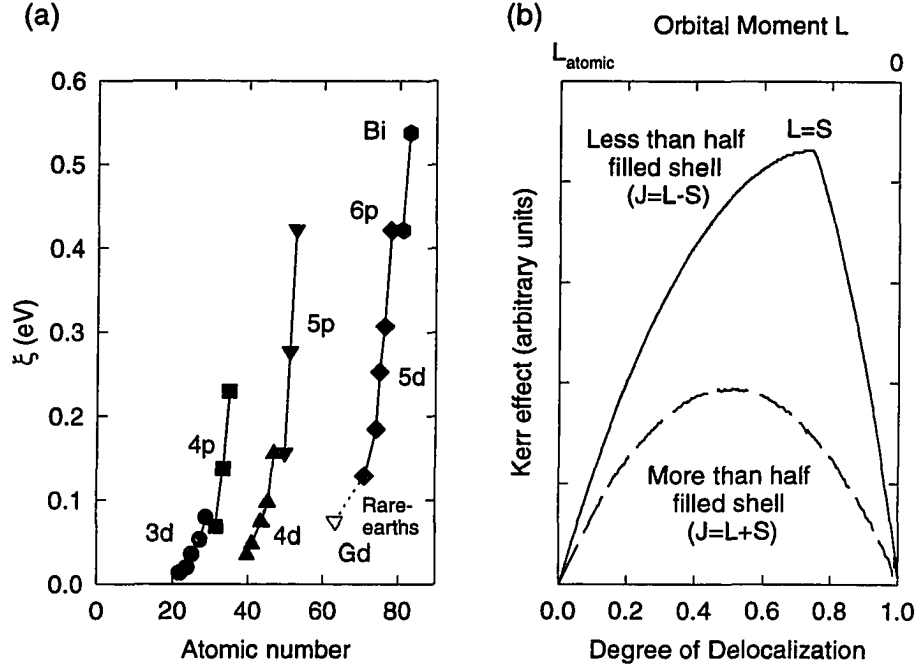 (a)
ξ (eV)
0.6
0.5
0.4
0.3
0.2
0.1
0.0
0
20
40
60
80
Atomic number
3d
4p
4d
5p
Gd
Rare-
earths
5d
6p
Bi
(b)
Orbital Moment L
L_atomic
0
Kerr effect (arbitrary units)
Less than half
filled shell
(J=L-S)
L=S
More than half
filled shell
(J=L+S)
0.0
0.2
0.4
0.6
0.8
1.0
Degree of Delocalization